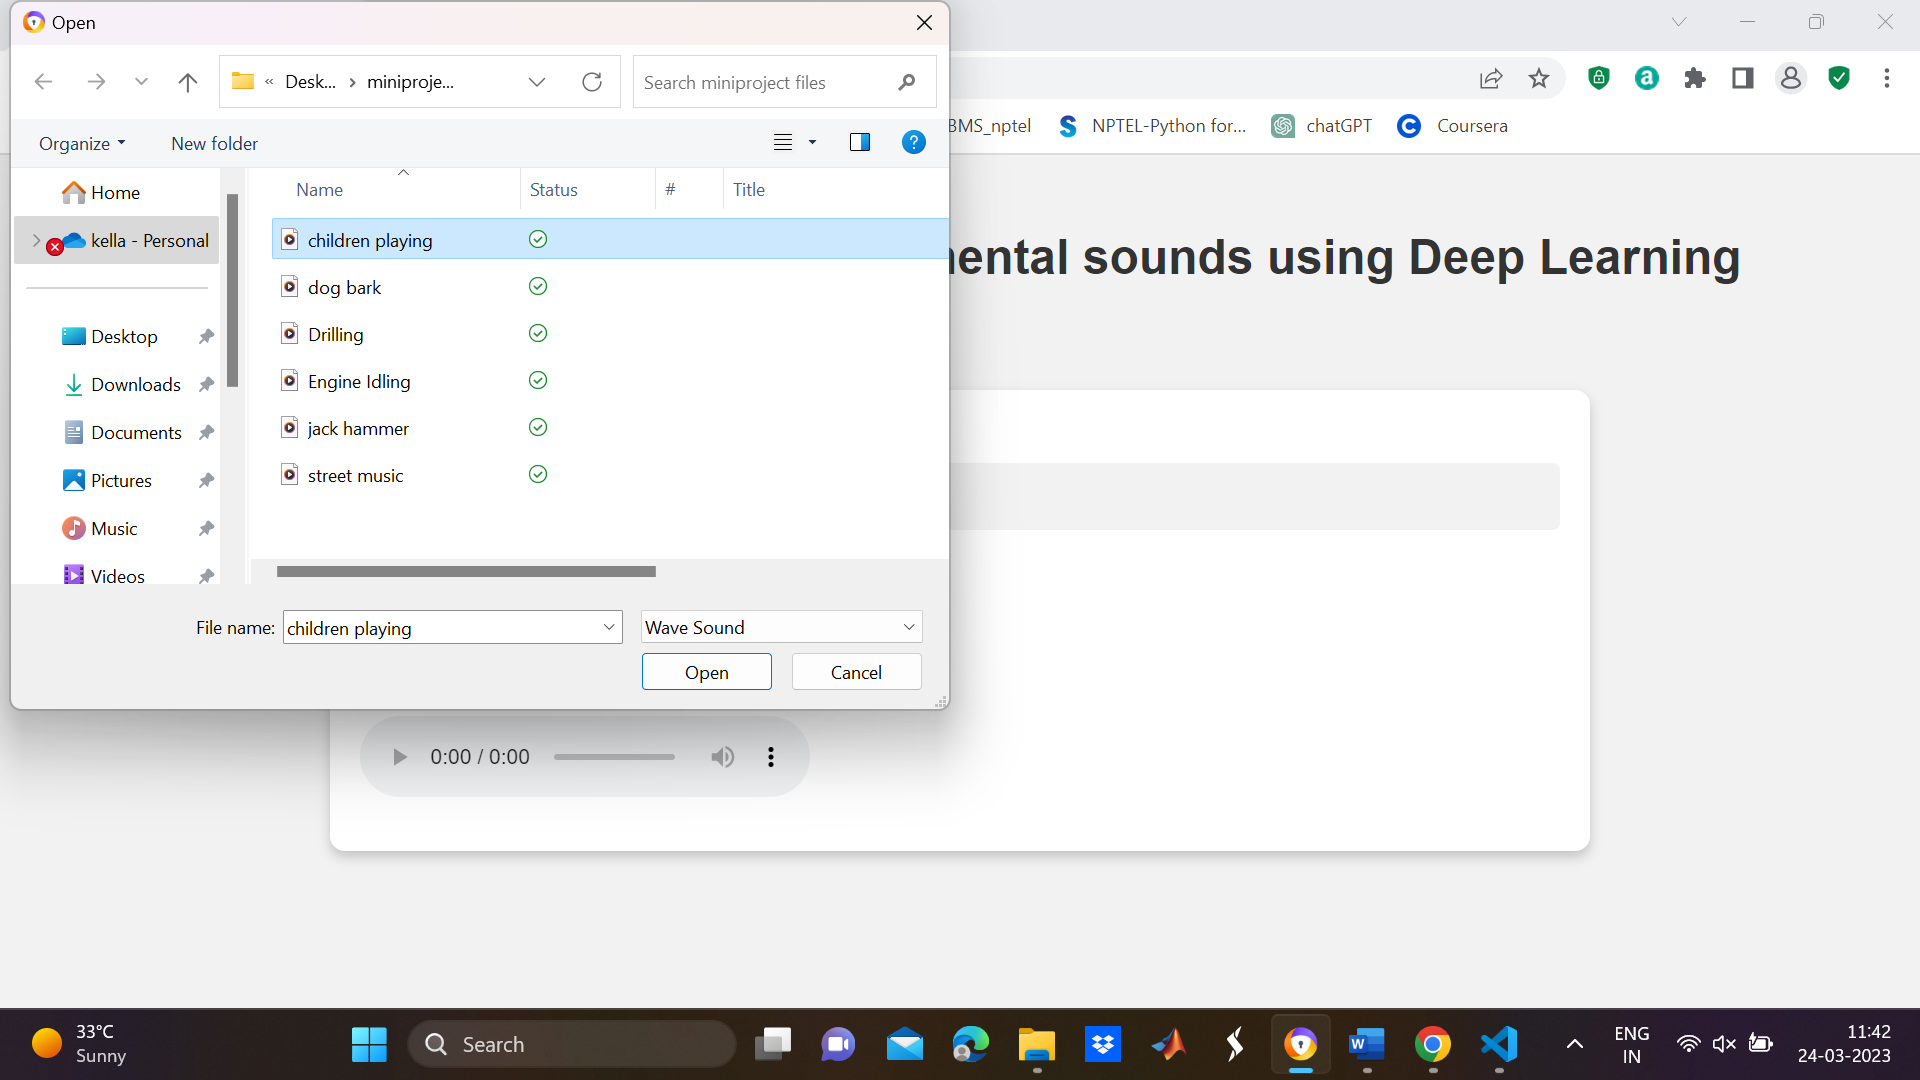 Open
« Desk... > miniproje...
Search miniproject files
Organize
New folder
?
Home
kella - Personal
Desktop
Downloads
Documents
Pictures
Music
Videos
Name Status # Title
children playing
dog bark
Drilling
Engine Idling
jack hammer
street music
File name: children playing
Wave Sound
Open Cancel
BMS_nptel NPTEL-Python for... chatGPT Coursera
mental sounds using Deep Learning
0:00 / 0:00
33°C
Sunny
Search
ENG
IN
11:42
24-03-2023